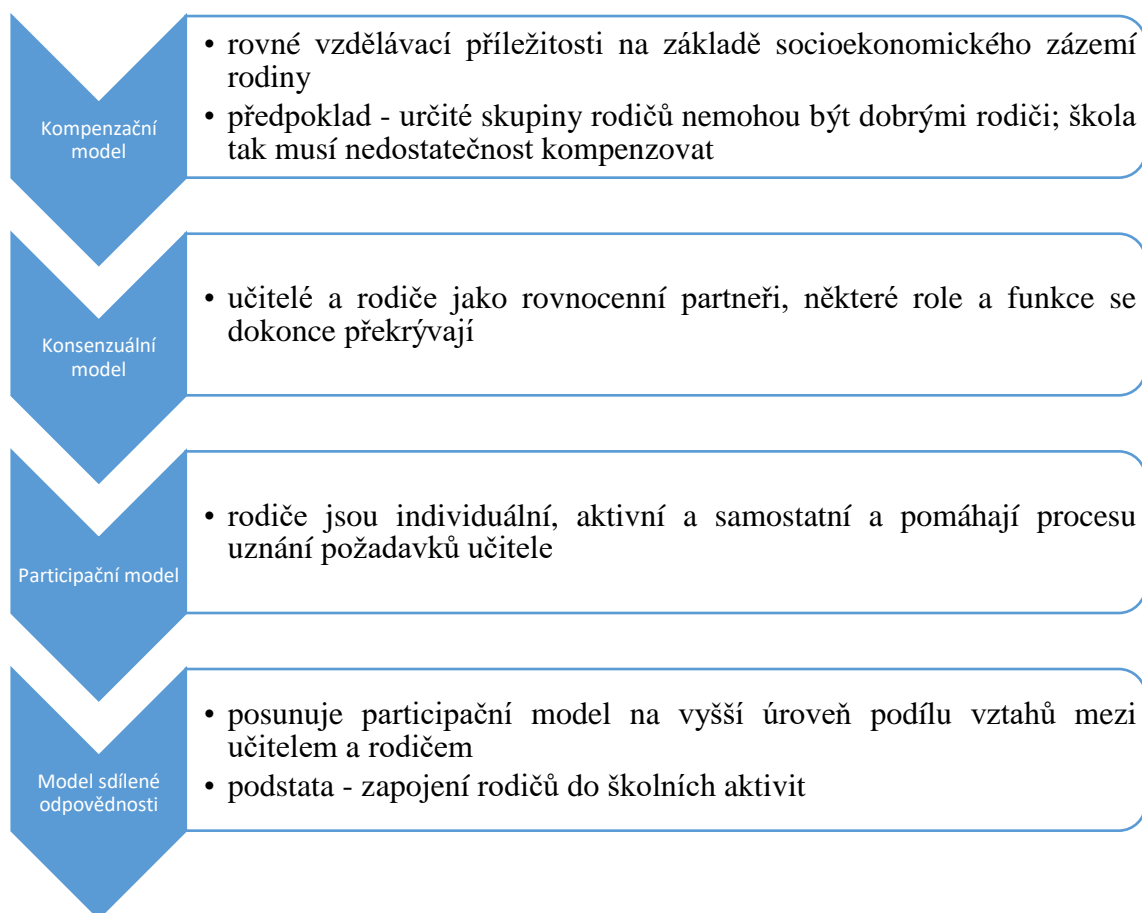 Kompenzační
model
• rovné vzdělávací příležitosti na základě socioekonomického zázemí
rodiny
• předpoklad - určité skupiny rodičů nemohou být dobrými rodiči; škola
tak musí nedostatečnost kompenzovat
Konsenzuální
model
• učitelé a rodiče jako rovnocenní partneři, některé role a funkce se
dokonce překrývají
Participační model
• rodiče jsou individuální, aktivní a samostatní a pomáhají procesu
uznání požadavků učitele
Model sdílené
odpovědnosti
• posunuje participační model na vyšší úroveň podílu vztahů mezi
učitelem a rodičem
• podstata - zapojení rodičů do školních aktivit